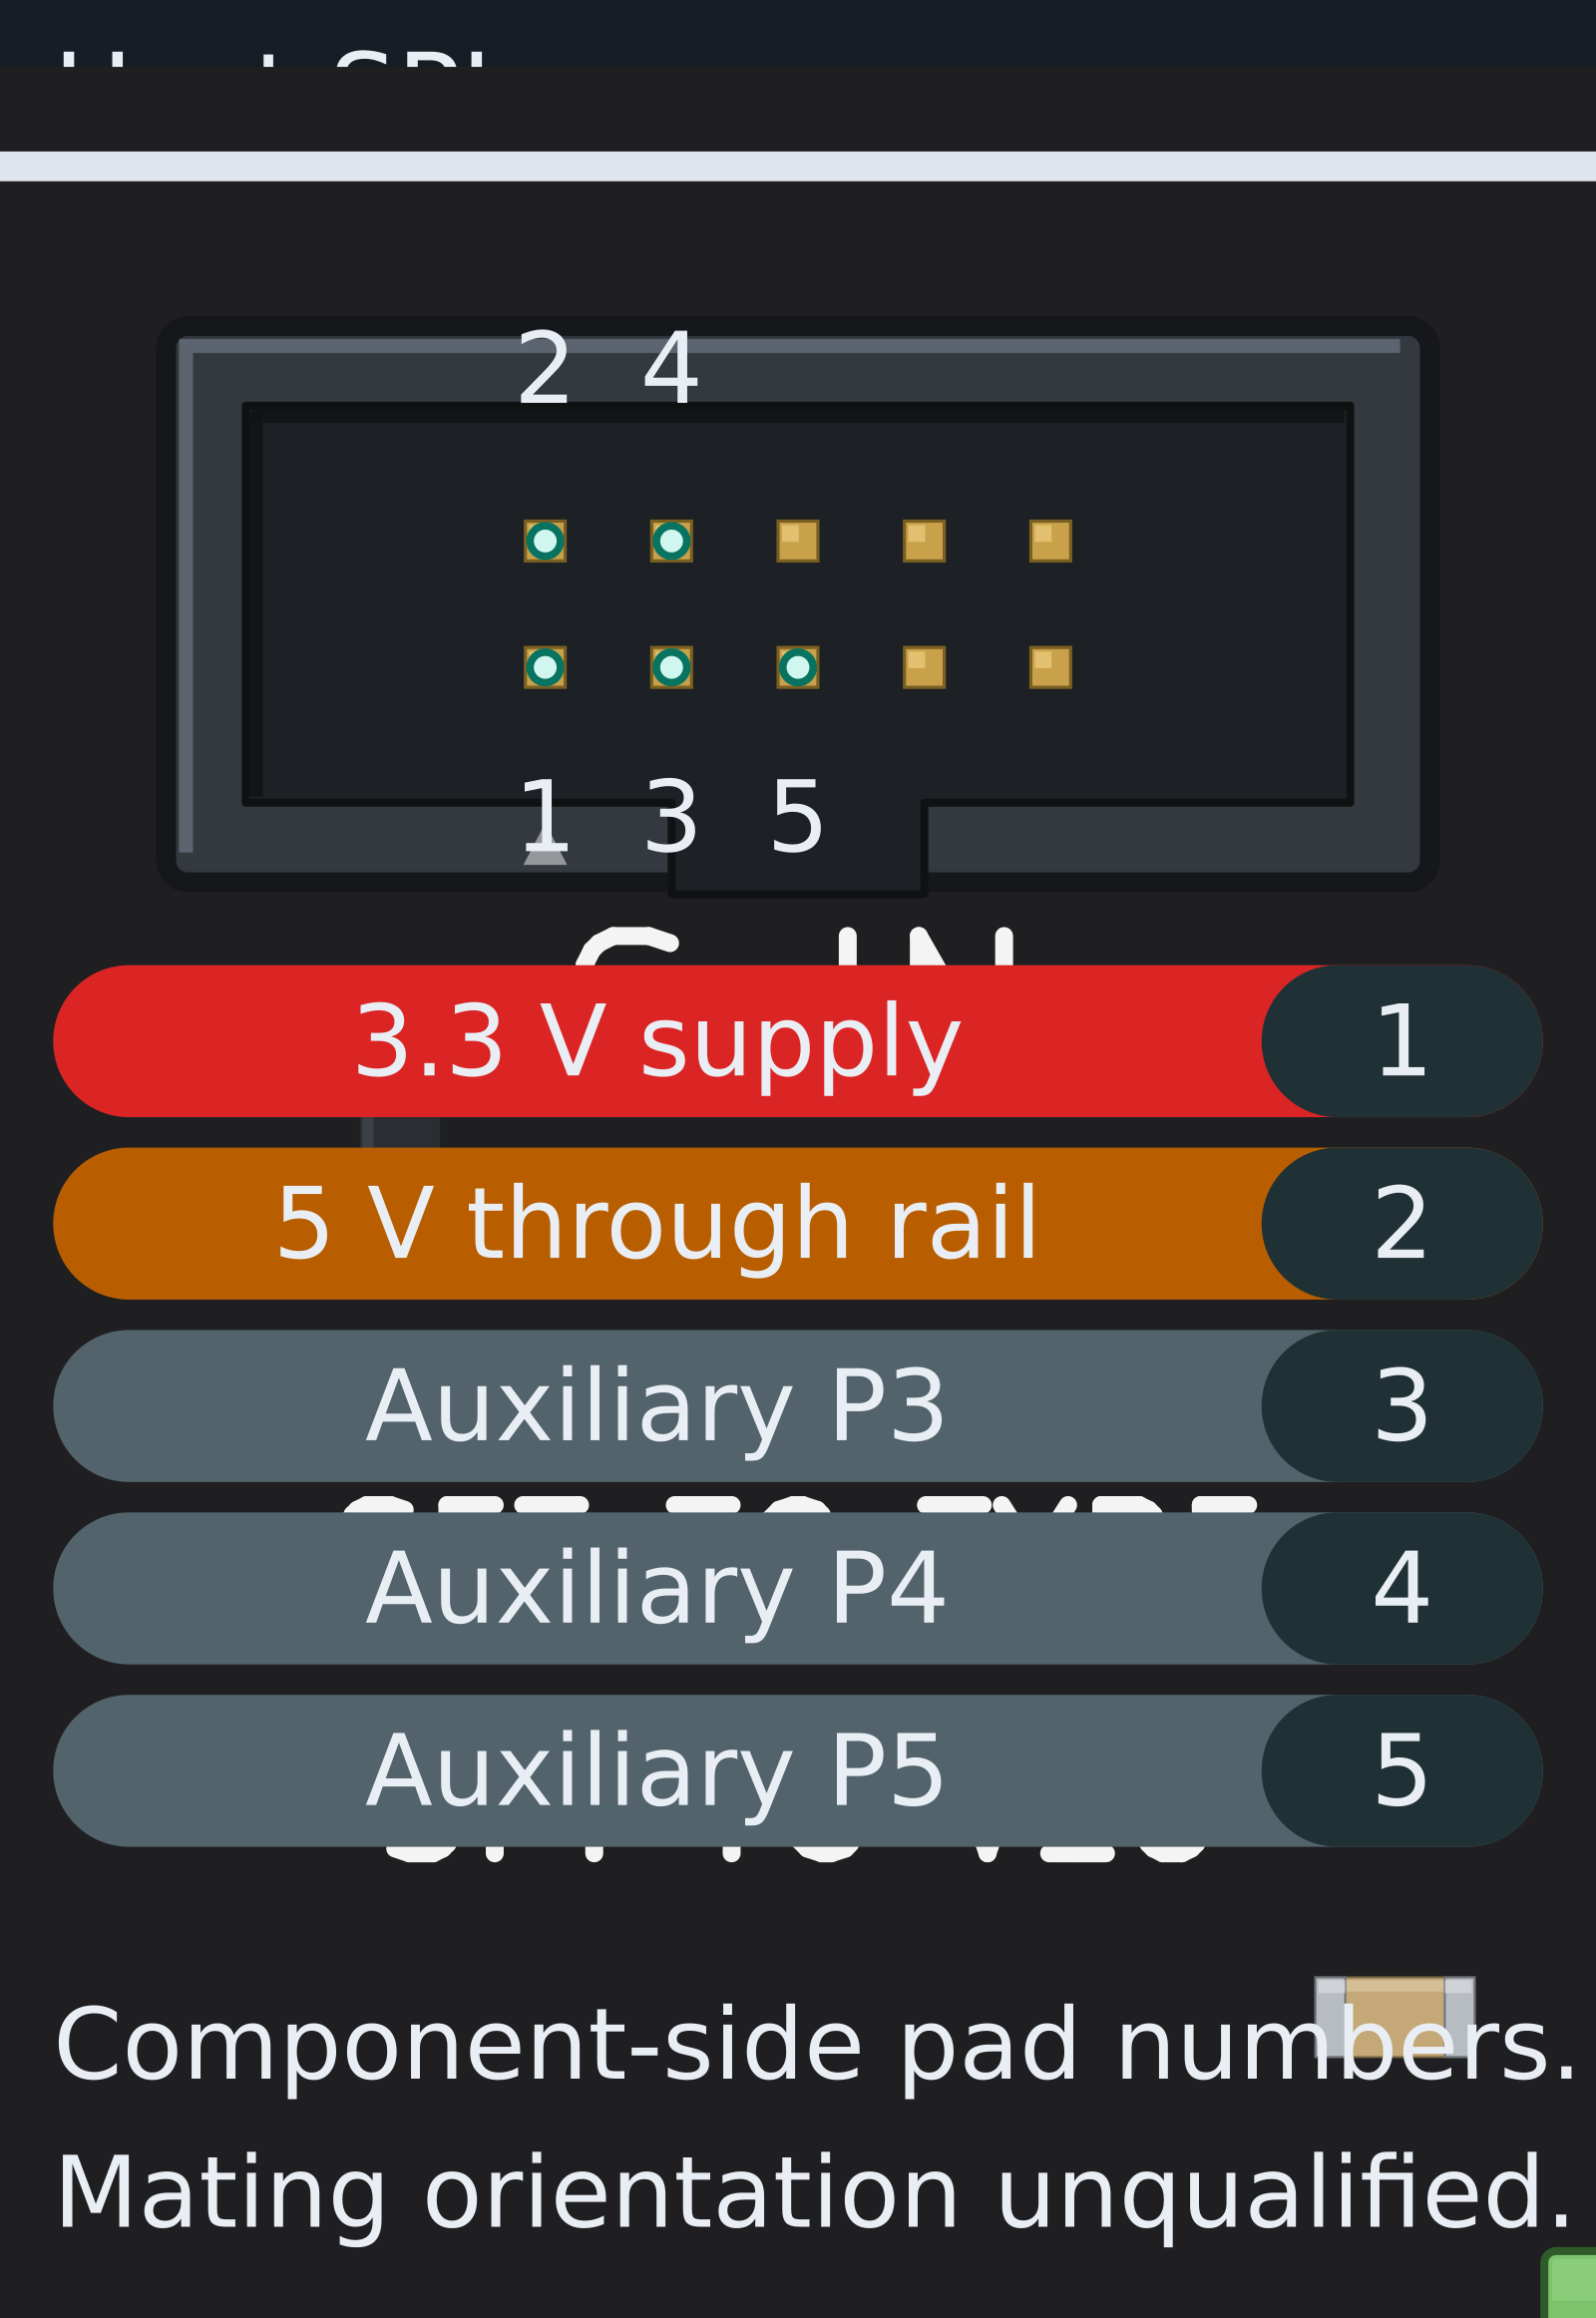 2 4
1 3 5
3.3 V supply 1
5 V through rail 2
Auxiliary P3 3
Auxiliary P4 4
Auxiliary P5 5
Component-side pad numbers.
Mating orientation unqualified.